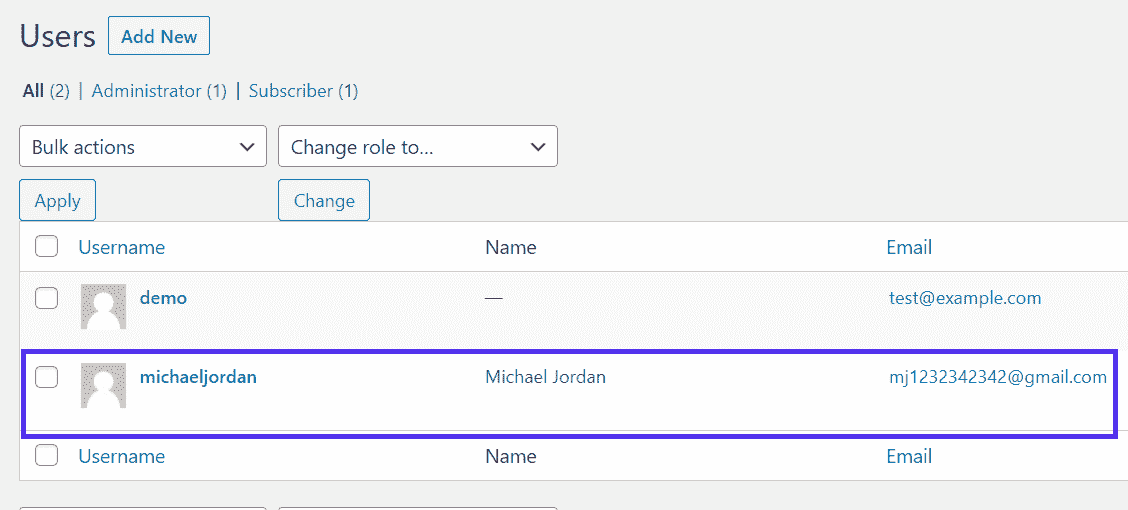 Users Add New
All (2) | Administrator (1) | Subscriber (1)
Bulk actions Change role to...
Apply Change
Username Name Email
demo — test@example.com
michaeljordan Michael Jordan mj1232342342@gmail.com
Username Name Email